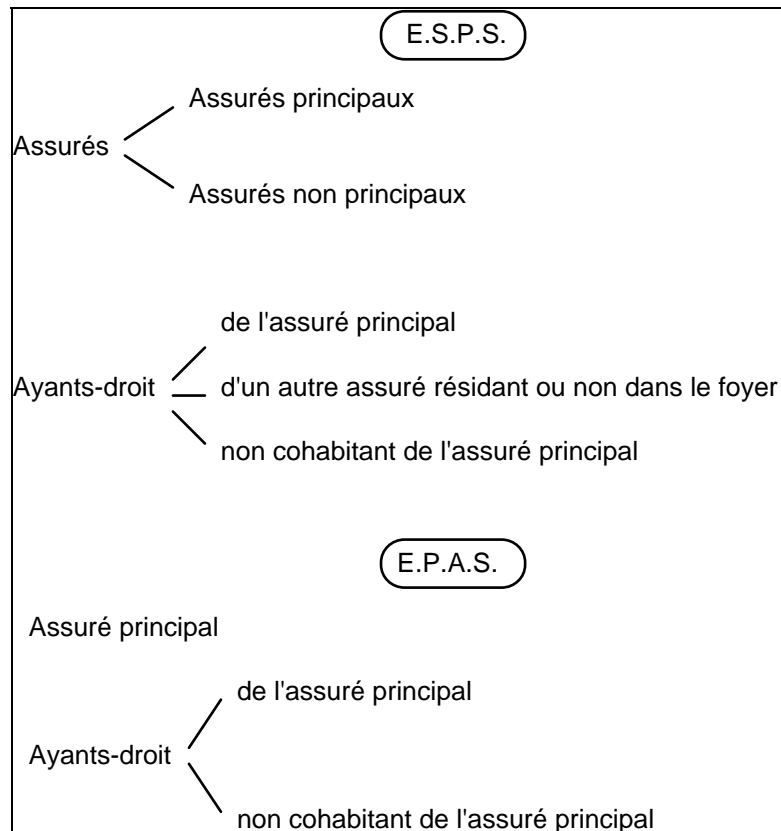 E.S.P.S.
Assurés principaux
Assurés
Assurés non principaux
de l'assuré principal
Ayants-droit
d'un autre assuré résidant ou non dans le foyer
non cohabitant de l'assuré principal
E.P.A.S.
Assuré principal
de l'assuré principal
Ayants-droit
non cohabitant de l'assuré principal